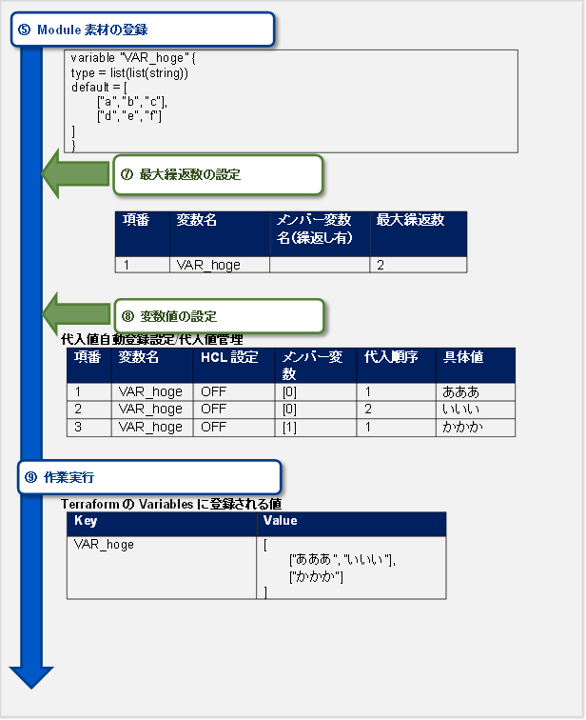 ⑤ Module 素材の登録
variable "VAR_hoge" {
type = list(list(string))
default = [
["a", "b", "c"],
["d", "e", "f"]
]
}
⑦ 最大繰返数の設定
項番 変数名 メンバー変数名(繰返し有) 最大繰返数
1 VAR_hoge 2
⑧ 変数値の設定
代入値自動登録設定/代入値管理
項番 変数名 HCL 設定 メンバー変数 代入順序 具体値
1 VAR_hoge OFF [0] 1 あああ
2 VAR_hoge OFF [0] 2 いいい
3 VAR_hoge OFF [1] 1 かかか
⑨ 作業実行
Terraform の Variables に登録される値
Key Value
VAR_hoge [
["あああ", "いいい"],
["かかか"]
]